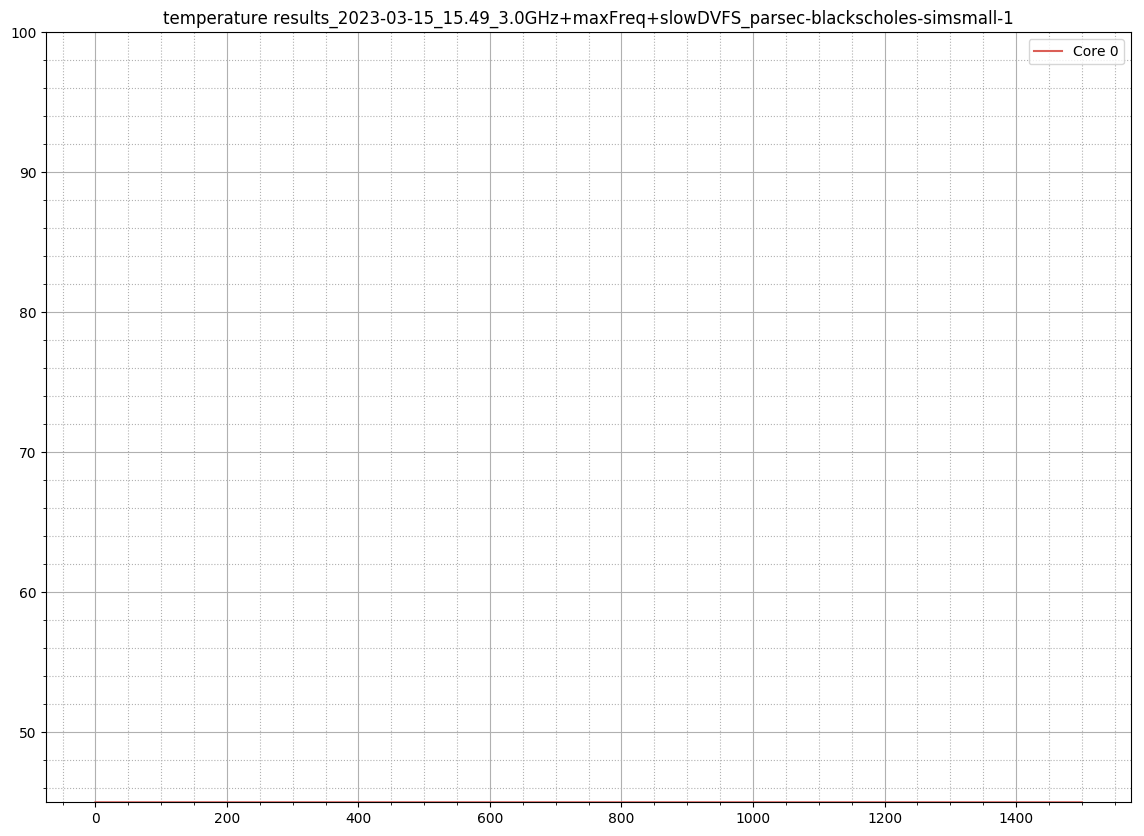 temperature results_2023-03-15_15.49_3.0GHz+maxFreq+slowDVFS_parsec-blackscholes-simsmall-1
100
Core 0
90
80
70
60
50
0 200 400 600 800 1000 1200 1400